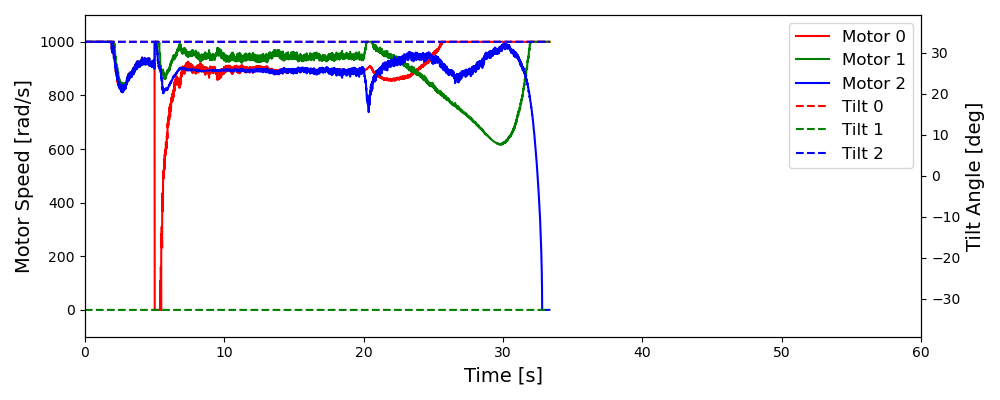 Motor Speed [rad/s]
1000
800
600
400
200
0
Motor 0
Motor 1
Motor 2
Tilt 0
Tilt 1
Tilt 2
30
20
10
0
−10
−20
−30
Tilt Angle [deg]
0 10 20 30 40 50 60
Time [s]